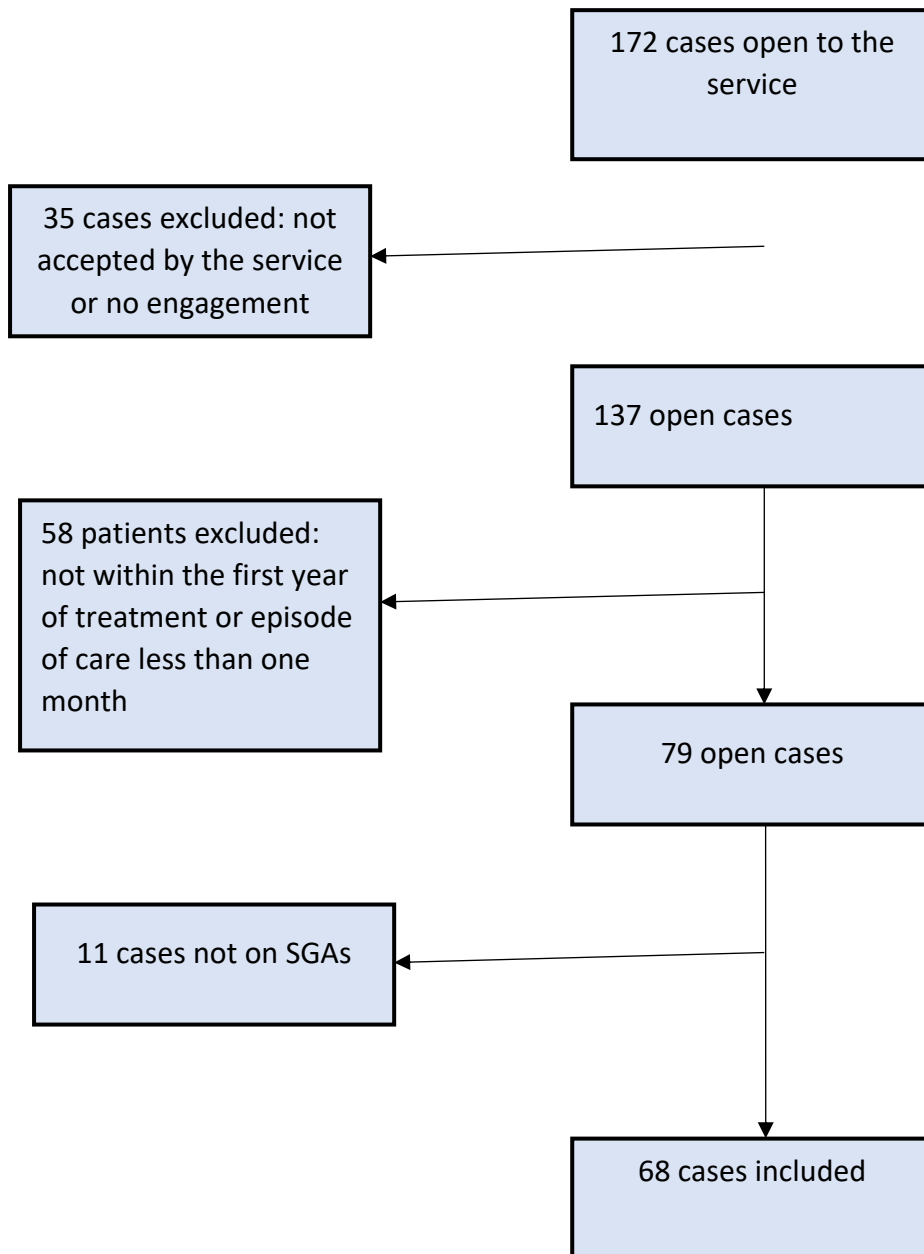 172 cases open to the
service
35 cases excluded: not
accepted by the service
or no engagement
137 open cases
58 patients excluded:
not within the first year
of treatment or episode
of care less than one
month
79 open cases
11 cases not on SGAs
68 cases included